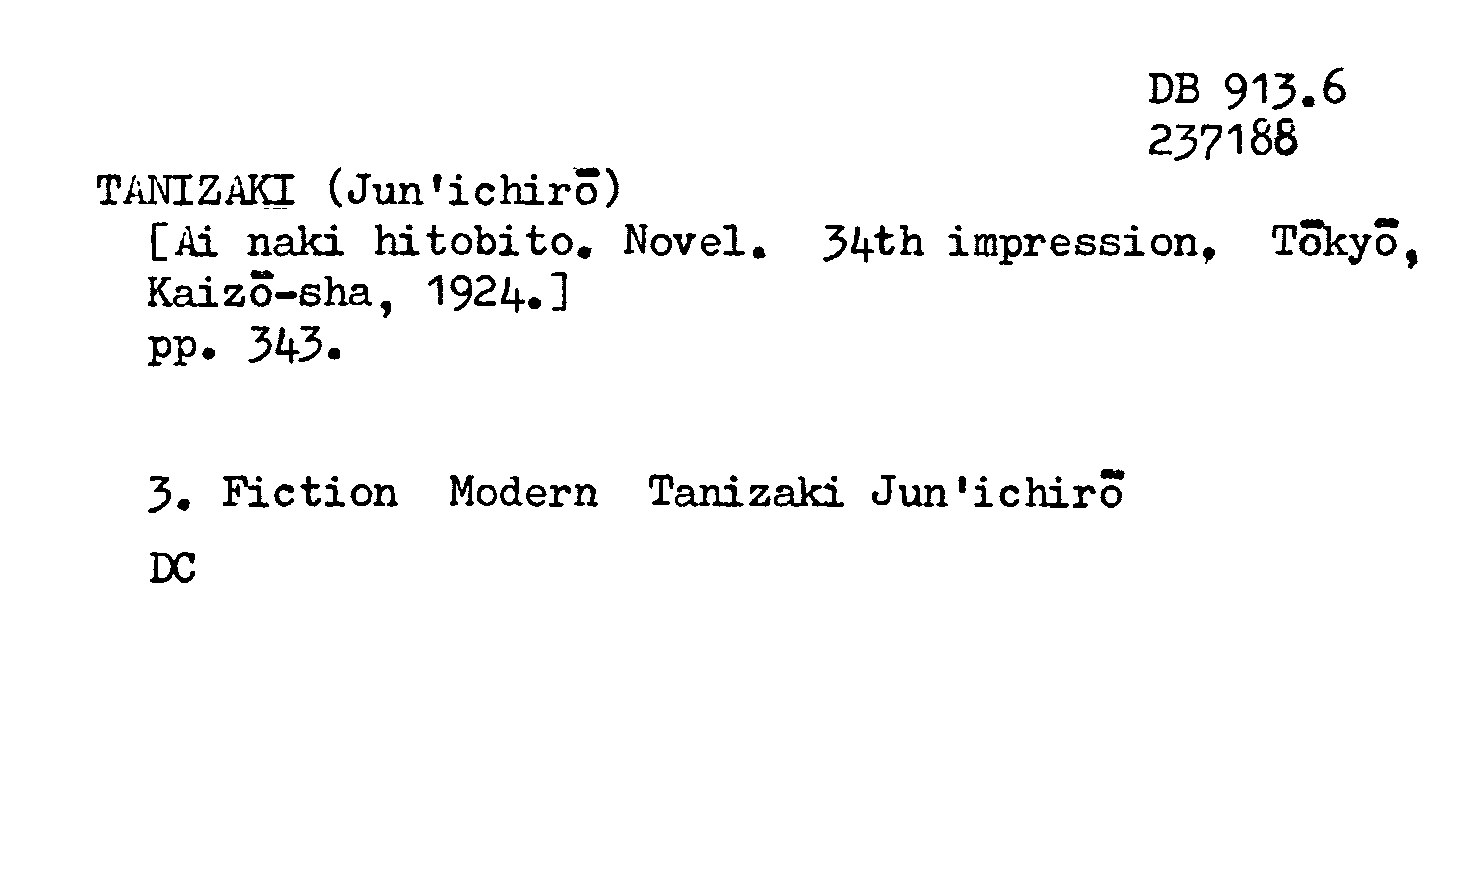 DB 913.6
237188
TANIZAKI (Jun'ichirō)
[Ai naki hitobito. Novel. 34th impression. Tōkyō,
Kaizō-sha, 1924.]
pp. 343.
3. Fiction Modern Tanizaki Jun'ichirō
DC